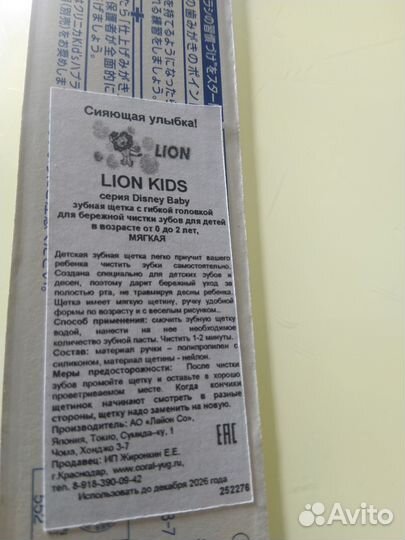 Сияющая улыбка!
LION
LION KIDS
серия Disney Baby
зубная щетка с гибкой головкой
для бережной чистки зубов для детей
в возрасте от 0 до 2 лет,
МЯГКАЯ
Детская зубная щетка легко приучит вашего
ребенка чистить зубки самостоятельно.
Создана специально для детских зубов и
десен, поэтому дарит бережный уход за
полостью рта, не травмируя десны ребенка.
Щетка имеет мягкую щетину, ручку удобной
формы по возрасту и с веселым рисунком..
Способ применения: смочить зубную щетку
водой, нанести на нее необходимое
количество зубной пасты. Чистить 1-2 минуты.
Состав: материал ручки – полипропилен с
силиконом, материал щетины - нейлон.
Меры предосторожности: После чистки
зубов промойте щетку и оставьте в хорошо
проветриваемом месте. Когда кончики
щетинок начинают смотреть в разные
стороны, щетку надо заменить на новую.
Производитель: АО «Лайон Со»,
Япония, Токио, Сумида-ку, 1
Чомэ, Хонджо 3-7
Продавец: ИП Жиронкин Е.Е.
г.Краснодар, www.coral-yug.ru,
тел. 8-918-390-09-42
Использовать до декабря 2026 года
252276
EAC
552
3-7
Avito